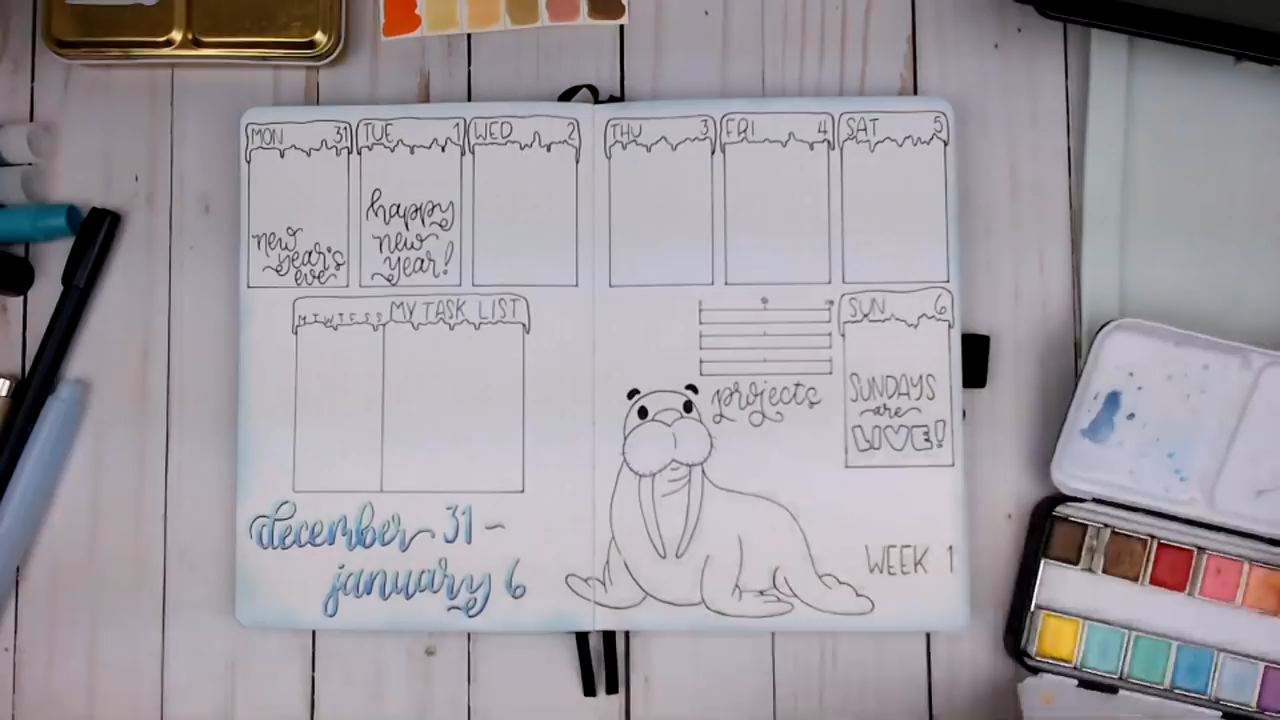 MON 31
TUE 1
WED 2
THU 3
FRI 4
SAT 5
new
year's
eve
happy
new
year!
M T W T F S S MY TASK LIST
SUN 6
projects
SUNDAYS
are
LIVE!
december 31 -
january 6
WEEK 1